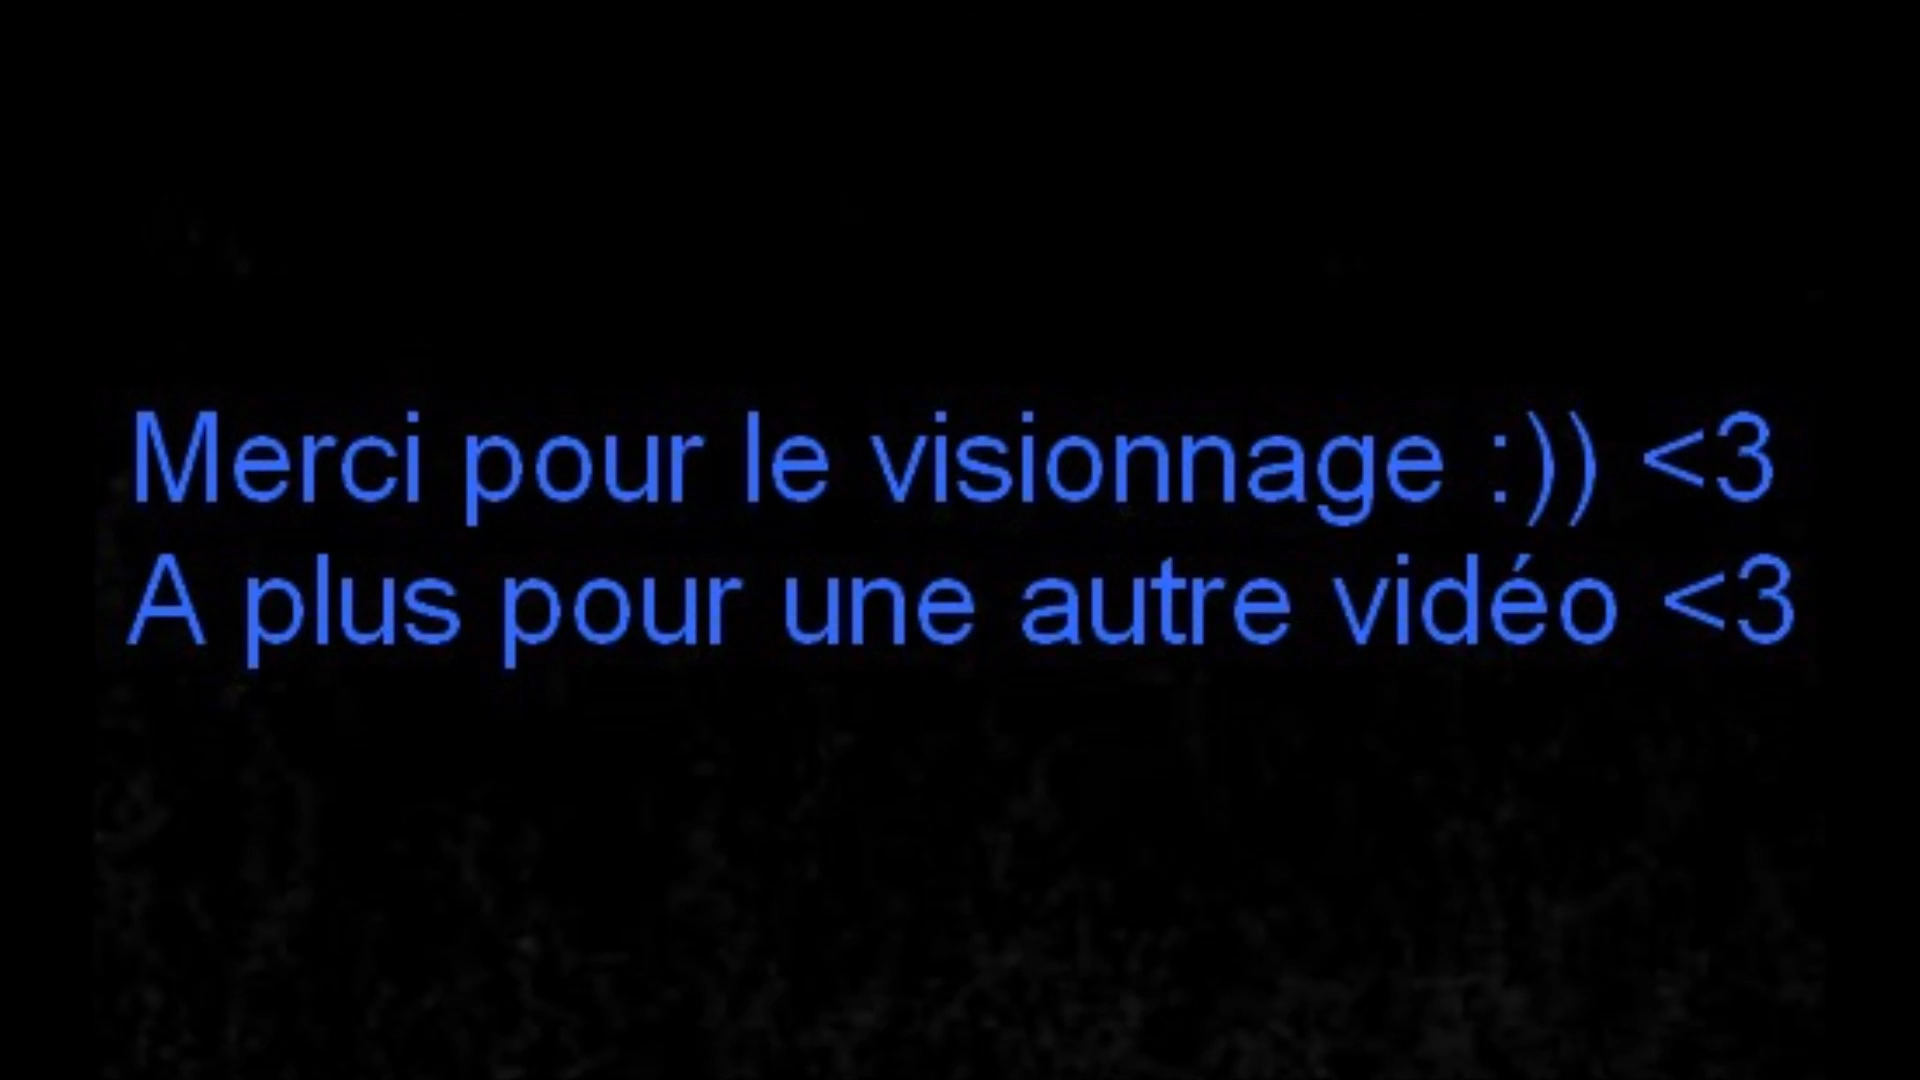 Merci pour le visionnage :)) <3
A plus pour une autre vidéo <3